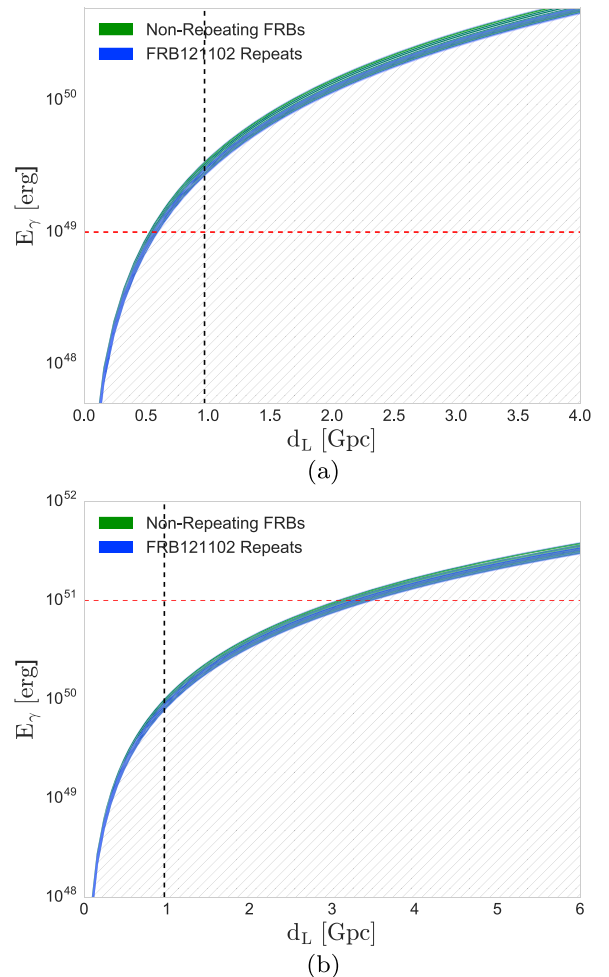 Non-Repeating FRBs
FRB121102 Repeats
10^50
10^49
10^48
E_γ [erg]
0.0 0.5 1.0 1.5 2.0 2.5 3.0 3.5 4.0
d_L [Gpc]
(a)
10^52
Non-Repeating FRBs
FRB121102 Repeats
10^51
10^50
10^49
10^48
E_γ [erg]
0 1 2 3 4 5 6
d_L [Gpc]
(b)